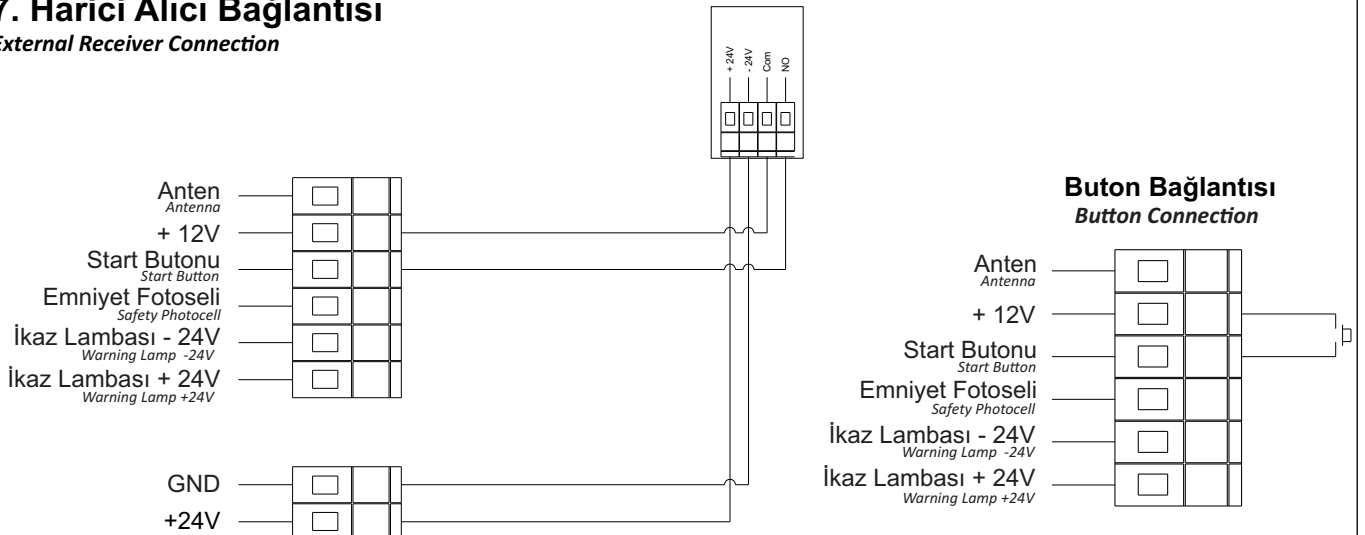 7. Harici Alıcı Bağlantısı
External Receiver Connection
+ 24V
- 24V
Com
NO
Anten
Antenna
+ 12V
Start Butonu
Start Button
Emniyet Fotoseli
Safety Photocell
İkaz Lambası - 24V
Warning Lamp -24V
İkaz Lambası + 24V
Warning Lamp +24V
GND
+24V
Buton Bağlantısı
Button Connection
Anten
Antenna
+ 12V
Start Butonu
Start Button
Emniyet Fotoseli
Safety Photocell
İkaz Lambası - 24V
Warning Lamp -24V
İkaz Lambası + 24V
Warning Lamp +24V